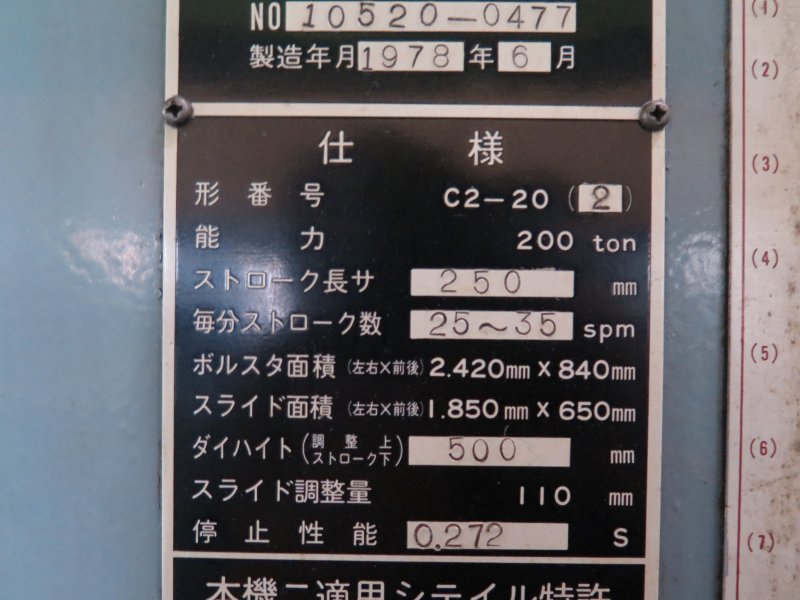 NO 10520-0477
製造年月 1978 年 6 月
仕 様
形番号 C2-20 (2)
能力 200 ton
ストローク長サ 250 mm
毎分ストローク数 25~35 spm
ボルスタ面積 (左右×前後) 2.420mm × 840mm
スライド面積 (左右×前後) 1.850mm × 650mm
ダイハイト (調整上 ストローク下) 500 mm
スライド調整量 110 mm
停止性能 0.272 S
本機ニ適用シテイル特許
(1)
(2)
(3)
(4)
(5)
(6)
(7)